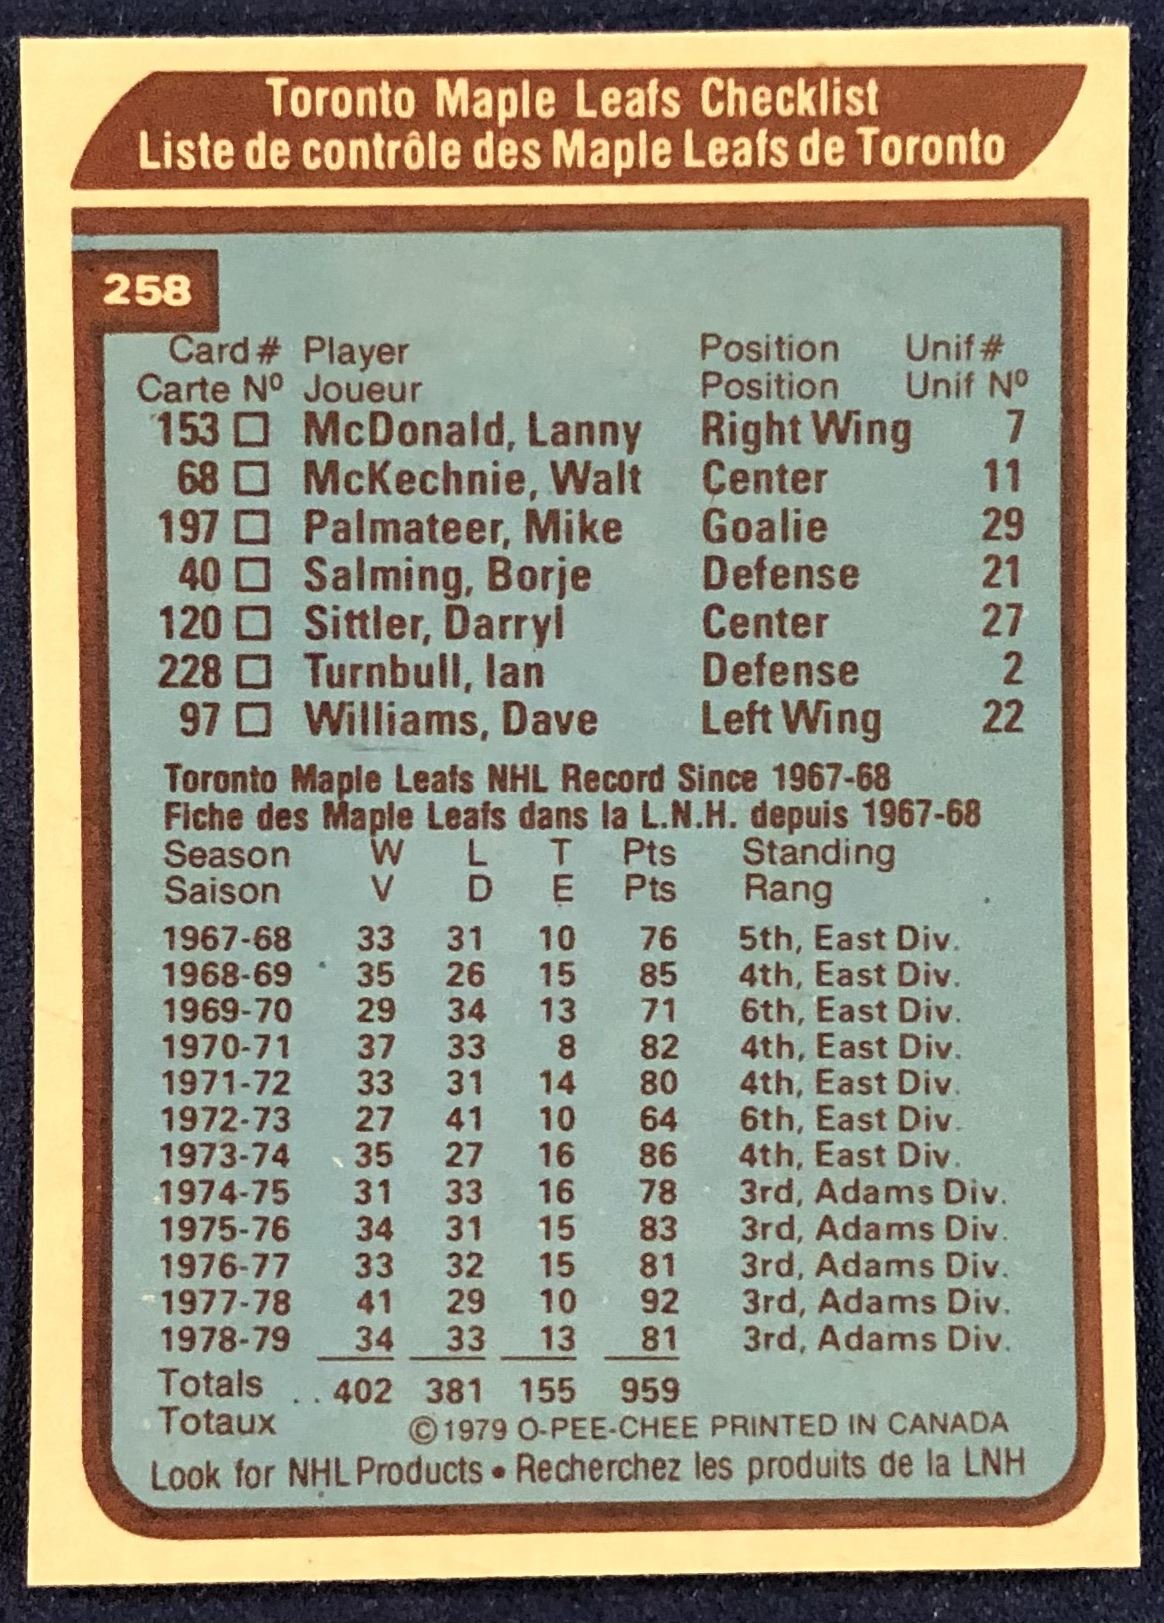 Toronto Maple Leafs Checklist
Liste de contrôle des Maple Leafs de Toronto
258
Card # Player Position Unif #
Carte Nº Joueur Position Unif Nº
153 □ McDonald, Lanny Right Wing 7
68 □ McKechnie, Walt Center 11
197 □ Palmateer, Mike Goalie 29
40 □ Salming, Borje Defense 21
120 □ Sittler, Darryl Center 27
228 □ Turnbull, Ian Defense 2
97 □ Williams, Dave Left Wing 22
Toronto Maple Leafs NHL Record Since 1967-68
Fiche des Maple Leafs dans la L.N.H. depuis 1967-68
Season W L T Pts Standing
Saison V D E Pts Rang
1967-68 33 31 10 76 5th, East Div.
1968-69 35 26 15 85 4th, East Div.
1969-70 29 34 13 71 6th, East Div.
1970-71 37 33 8 82 4th, East Div.
1971-72 33 31 14 80 4th, East Div.
1972-73 27 41 10 64 6th, East Div.
1973-74 35 27 16 86 4th, East Div.
1974-75 31 33 16 78 3rd, Adams Div.
1975-76 34 31 15 83 3rd, Adams Div.
1976-77 33 32 15 81 3rd, Adams Div.
1977-78 41 29 10 92 3rd, Adams Div.
1978-79 34 33 13 81 3rd, Adams Div.
Totals .. 402 381 155 959
Totaux ©1979 O-PEE-CHEE PRINTED IN CANADA
Look for NHL Products • Recherchez les produits de la LNH